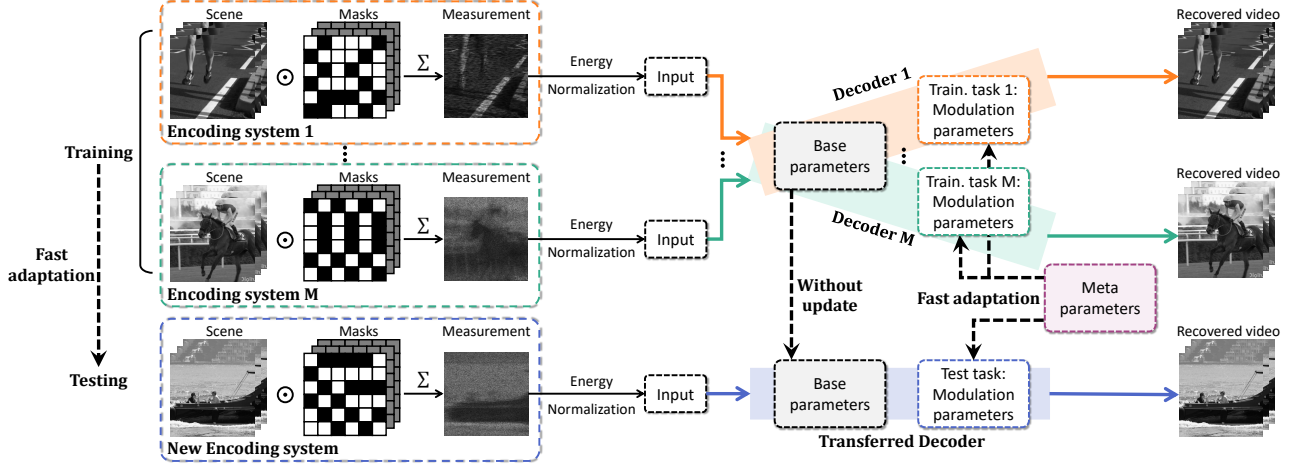 Scene
Masks
Measurement
Σ
Encoding system 1
Energy
Normalization
Input
Decoder 1
Train. task 1:
Modulation
parameters
Recovered video
Training
Fast
adaptation
Testing
Scene
Masks
Measurement
Σ
Encoding system M
Energy
Normalization
Input
Base
parameters
Train. task M:
Modulation
parameters
Decoder M
Recovered video
Without
update
Fast adaptation
Meta
parameters
Scene
Masks
Measurement
Σ
New Encoding system
Energy
Normalization
Input
Base
parameters
Test task:
Modulation
parameters
Transferred Decoder
Recovered video